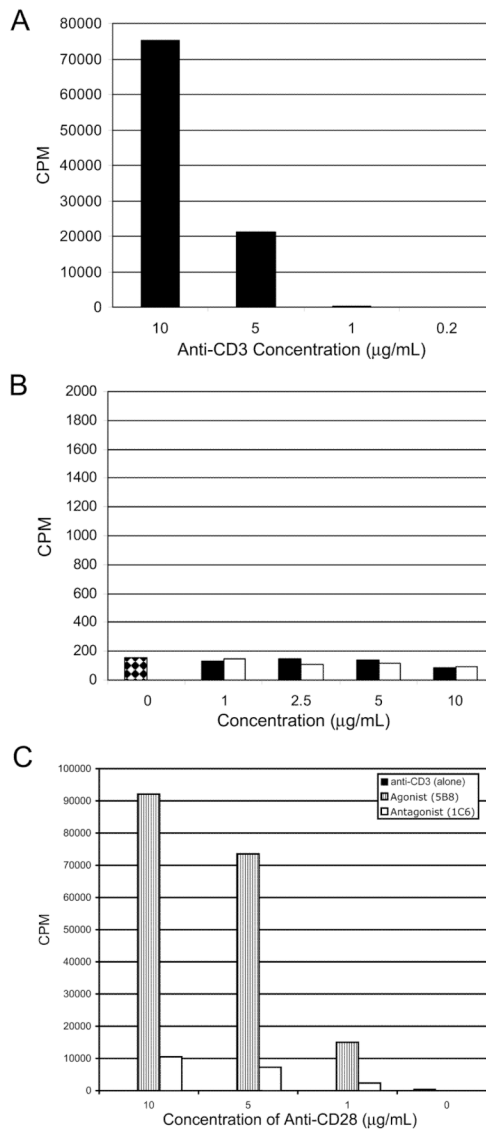 A
80000
70000
60000
50000
40000
30000
20000
10000
0
CPM
10 5 1 0.2
Anti-CD3 Concentration (μg/mL)
B
2000
1800
1600
1400
1200
1000
800
600
400
200
0
CPM
0 1 2.5 5 10
Concentration (μg/mL)
C
100000
90000
80000
70000
60000
50000
40000
30000
20000
10000
0
CPM
anti-CD3 (alone)
Agonist (5B8)
Antagonist (1C6)
10 5 1 0
Concentration of Anti-CD28 (μg/mL)